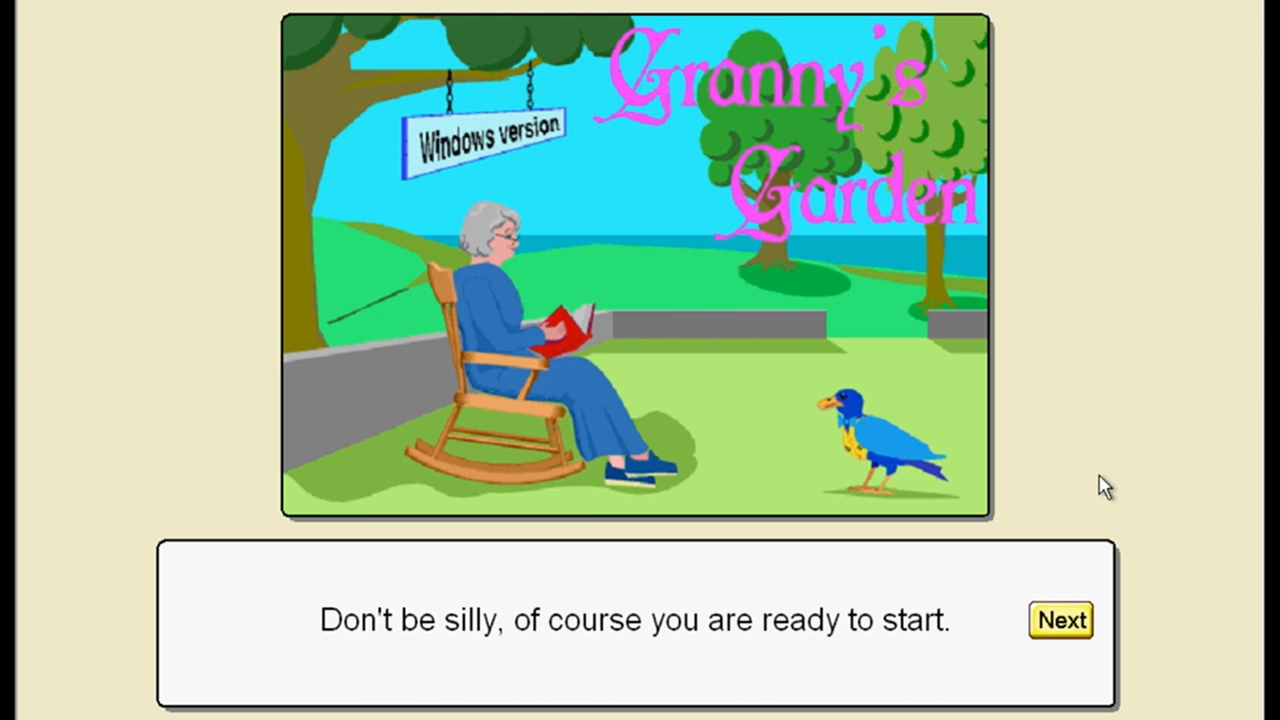 Granny's
Garden
Windows version
Don't be silly, of course you are ready to start.
Next